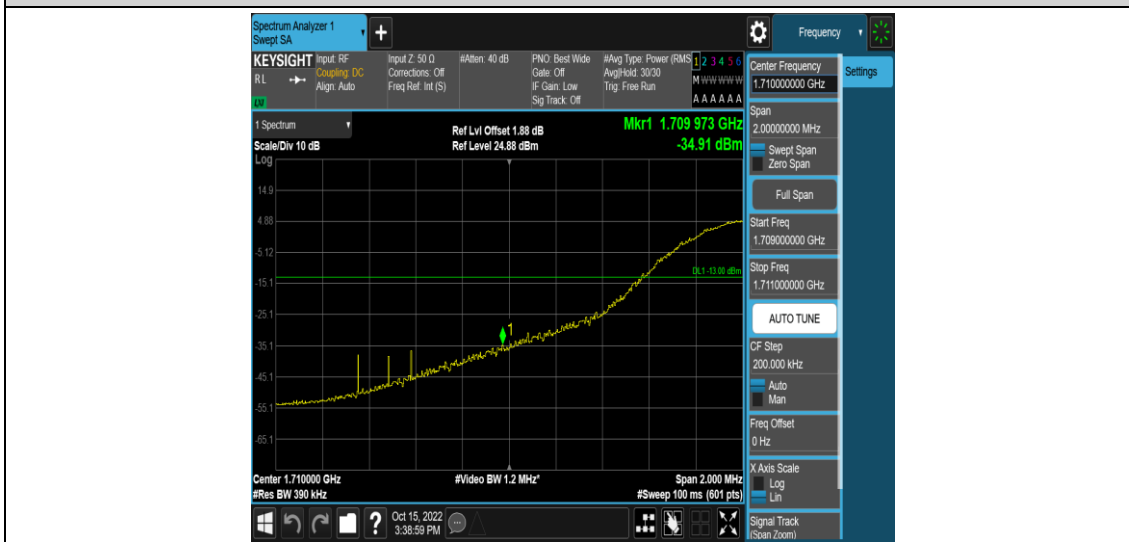 Spectrum Analyzer 1
Swept SA
+
Frequency
KEYSIGHT
RL
Input: RF
Coupling: DC
Align: Auto
Input Z: 50 Ω
Corrections: Off
Freq Ref: Int (S)
#Atten: 40 dB
PNO: Best Wide
Gate: Off
IF Gain: Low
Sig Track: Off
#Avg Type: Power (RMS
Avg|Hold: 30/30
Trig: Free Run
1 2 3 4 5 6
M W W W W W
A A A A A A
Center Frequency
1.710000000 GHz
Settings
Span
2.00000000 MHz
Swept Span
Zero Span
Full Span
Start Freq
1.709000000 GHz
Stop Freq
1.711000000 GHz
AUTO TUNE
CF Step
200.000 kHz
Auto
Man
Freq Offset
0 Hz
X Axis Scale
Log
Lin
Signal Track
(Span Zoom)
1 Spectrum
Scale/Div 10 dB
Log
Ref Lvl Offset 1.88 dB
Ref Level 24.88 dBm
Mkr1 1.709 973 GHz
-34.91 dBm
14.9
4.88
-5.12
-15.1
-25.1
-35.1
-45.1
-55.1
-65.1
DL1 -13.00 dBm
1
Center 1.710000 GHz
#Res BW 390 kHz
#Video BW 1.2 MHz*
Span 2.000 MHz
#Sweep 100 ms (601 pts)
?
Oct 15, 2022
3:38:59 PM